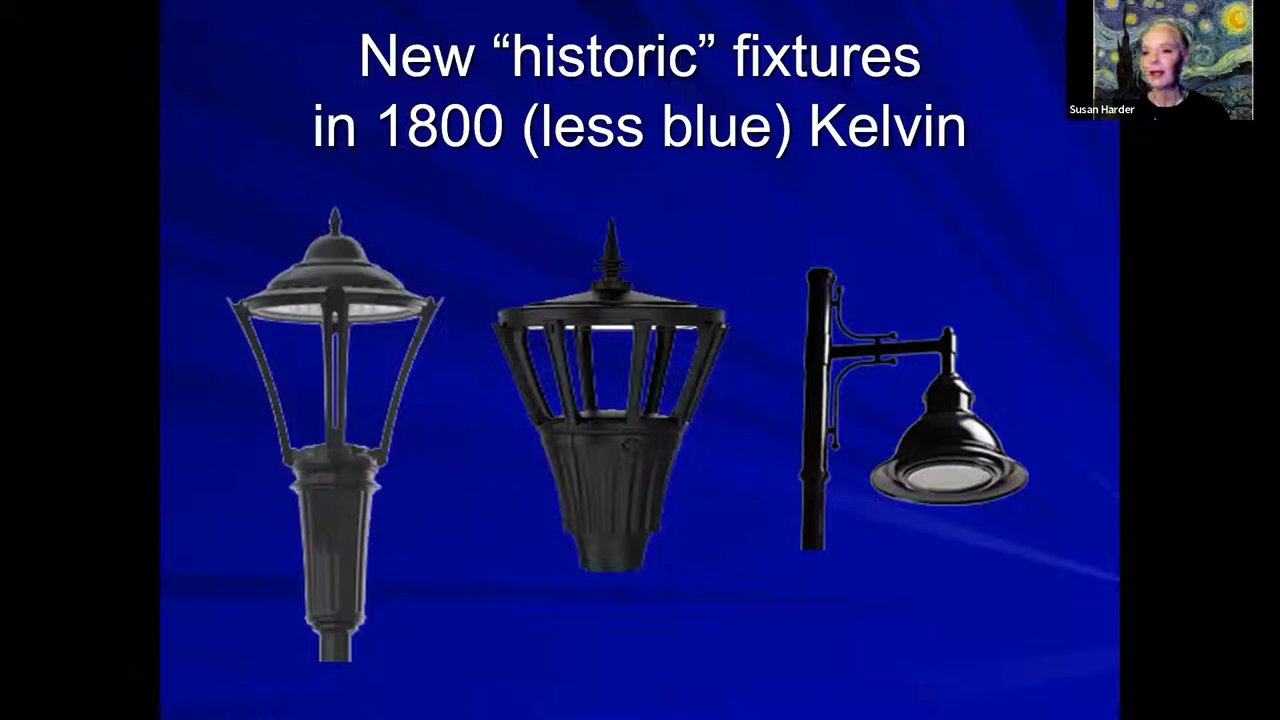 New “historic” fixtures
in 1800 (less blue) Kelvin
Susan Harder